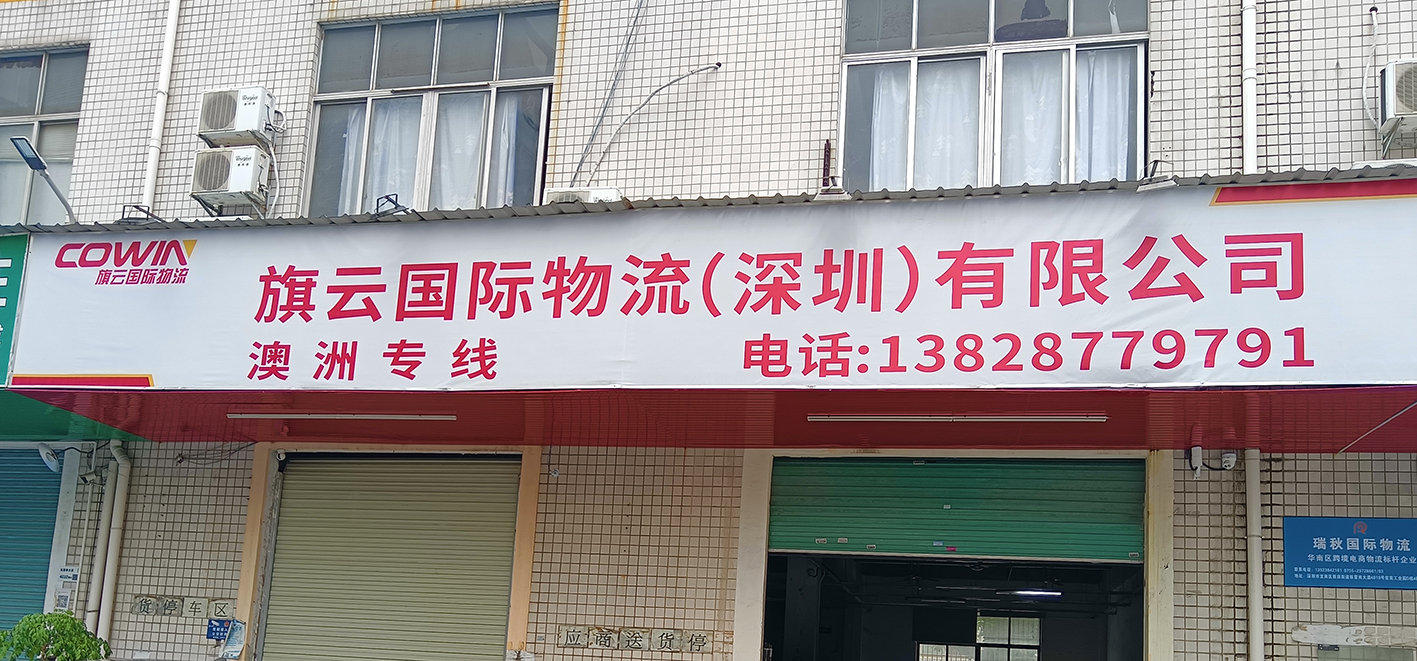 COWIN
旗云国际物流
旗云国际物流(深圳)有限公司
澳洲专线
电话:13828779791
瑞秋国际物流
华南区跨境电商物流标杆企业
货停车区
应商送货停